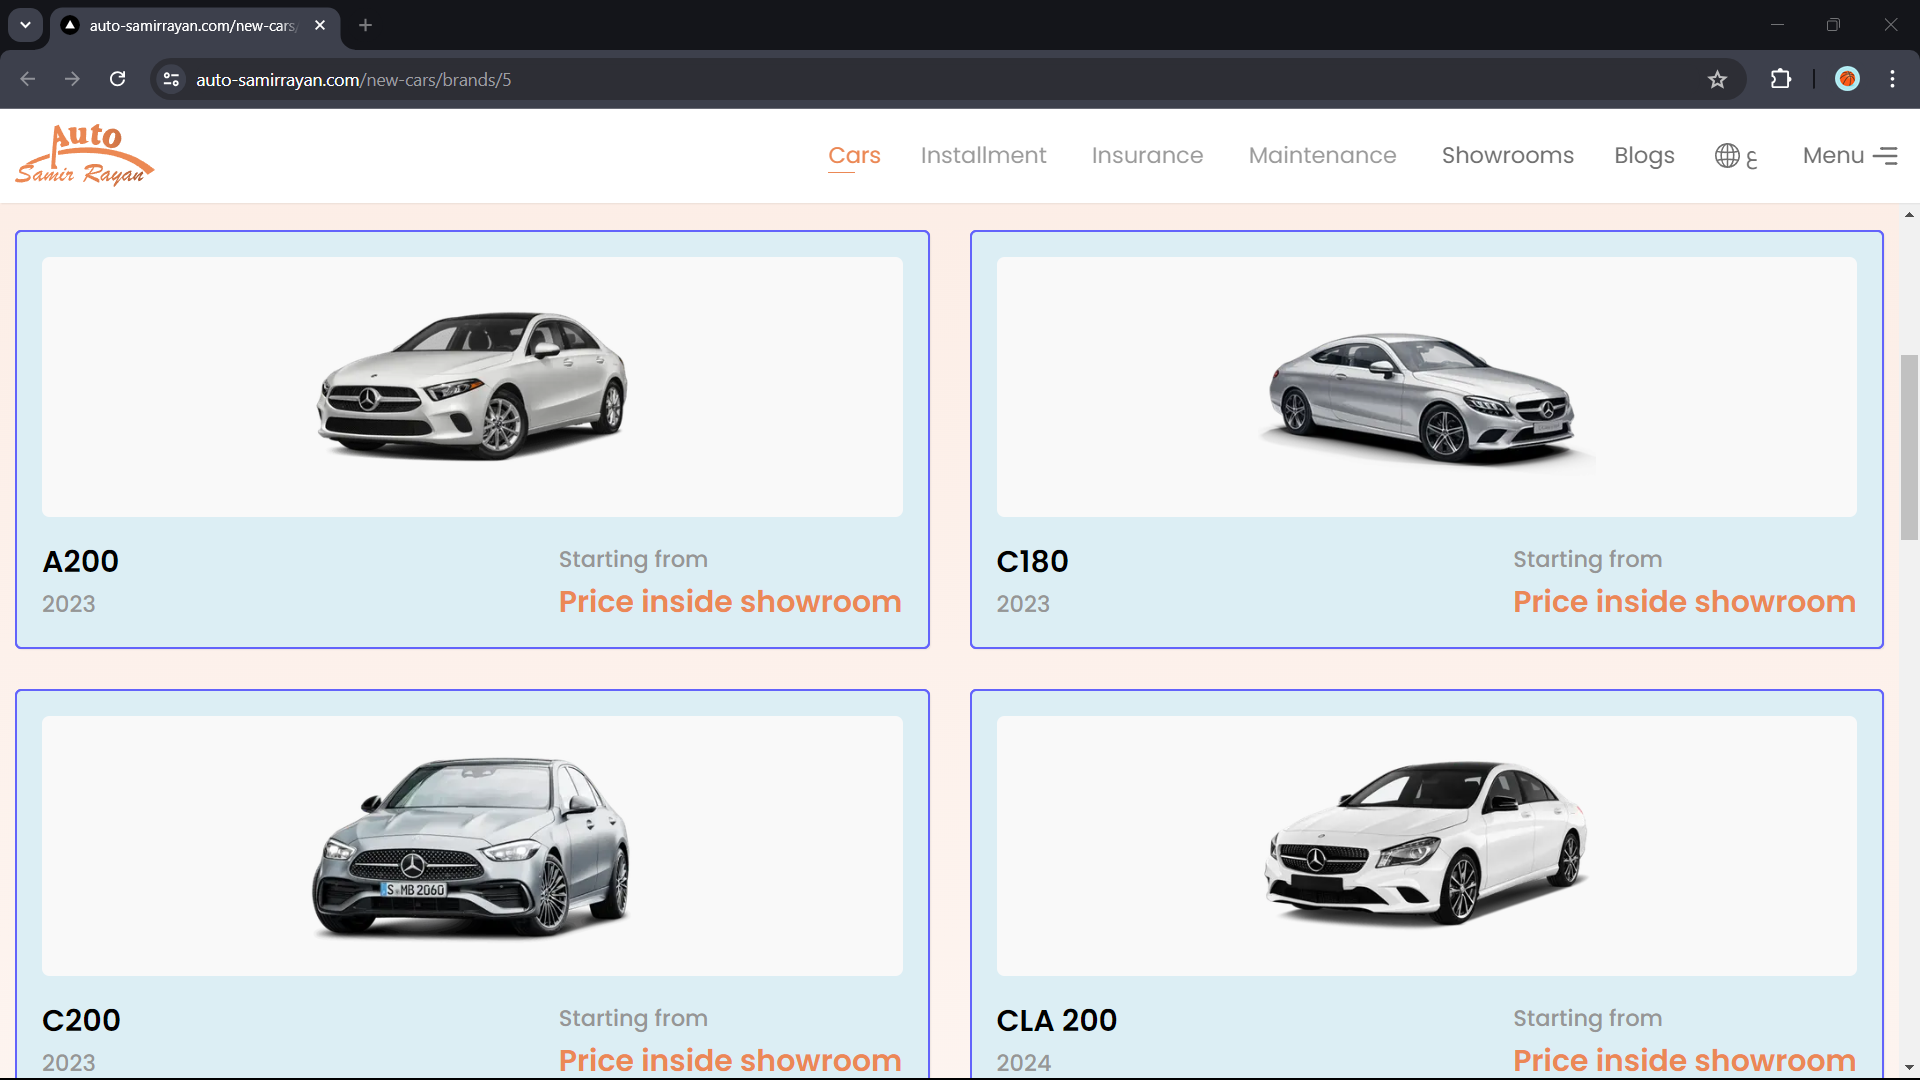 auto-samirrayan.com/new-cars/
auto-samirrayan.com/new-cars/brands/5
Auto
Samir Rayan
Cars
Installment
Insurance
Maintenance
Showrooms
Blogs
ع
Menu
A200
Starting from
2023
Price inside showroom
C180
Starting from
2023
Price inside showroom
S MB 2060
C200
Starting from
2023
Price inside showroom
CLA 200
Starting from
2024
Price inside showroom